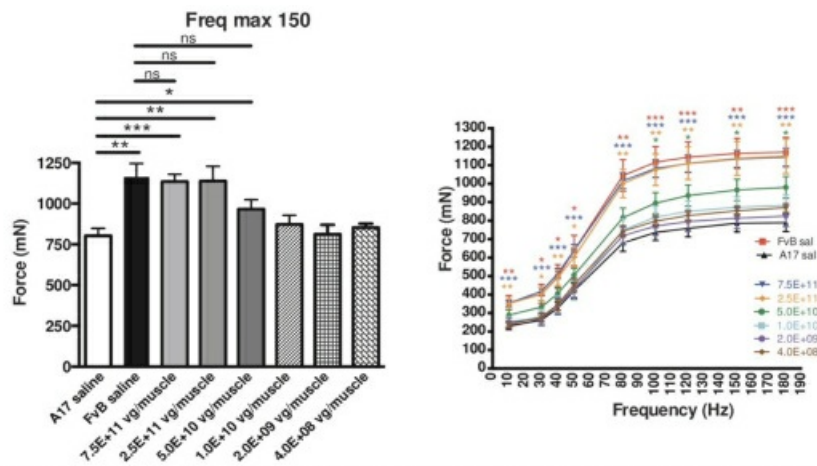 Freq max 150
ns
ns
ns
*
**
***
**
Force (mN)
1250
1000
750
500
250
0
A17 saline
FvB saline
7.5E+11 vg/muscle
2.5E+11 vg/muscle
5.0E+10 vg/muscle
1.0E+10 vg/muscle
2.0E+09 vg/muscle
4.0E+08 vg/muscle
Force (mN)
1300
1200
1100
1000
900
800
700
600
500
400
300
200
100
0
** *** **
* *** *
* *** **
* *** *
** *** **
*** *** ** *
*** *** ** *
** *** ** *
*** *** ** *
FvB sal
A17 sal
7.5E+11
2.5E+11
5.0E+10
1.0E+10
2.0E+09
4.0E+08
0 10 20 30 40 50 60 70 80 90 100 110 120 130 140 150 160 170 180 190
Frequency (Hz)